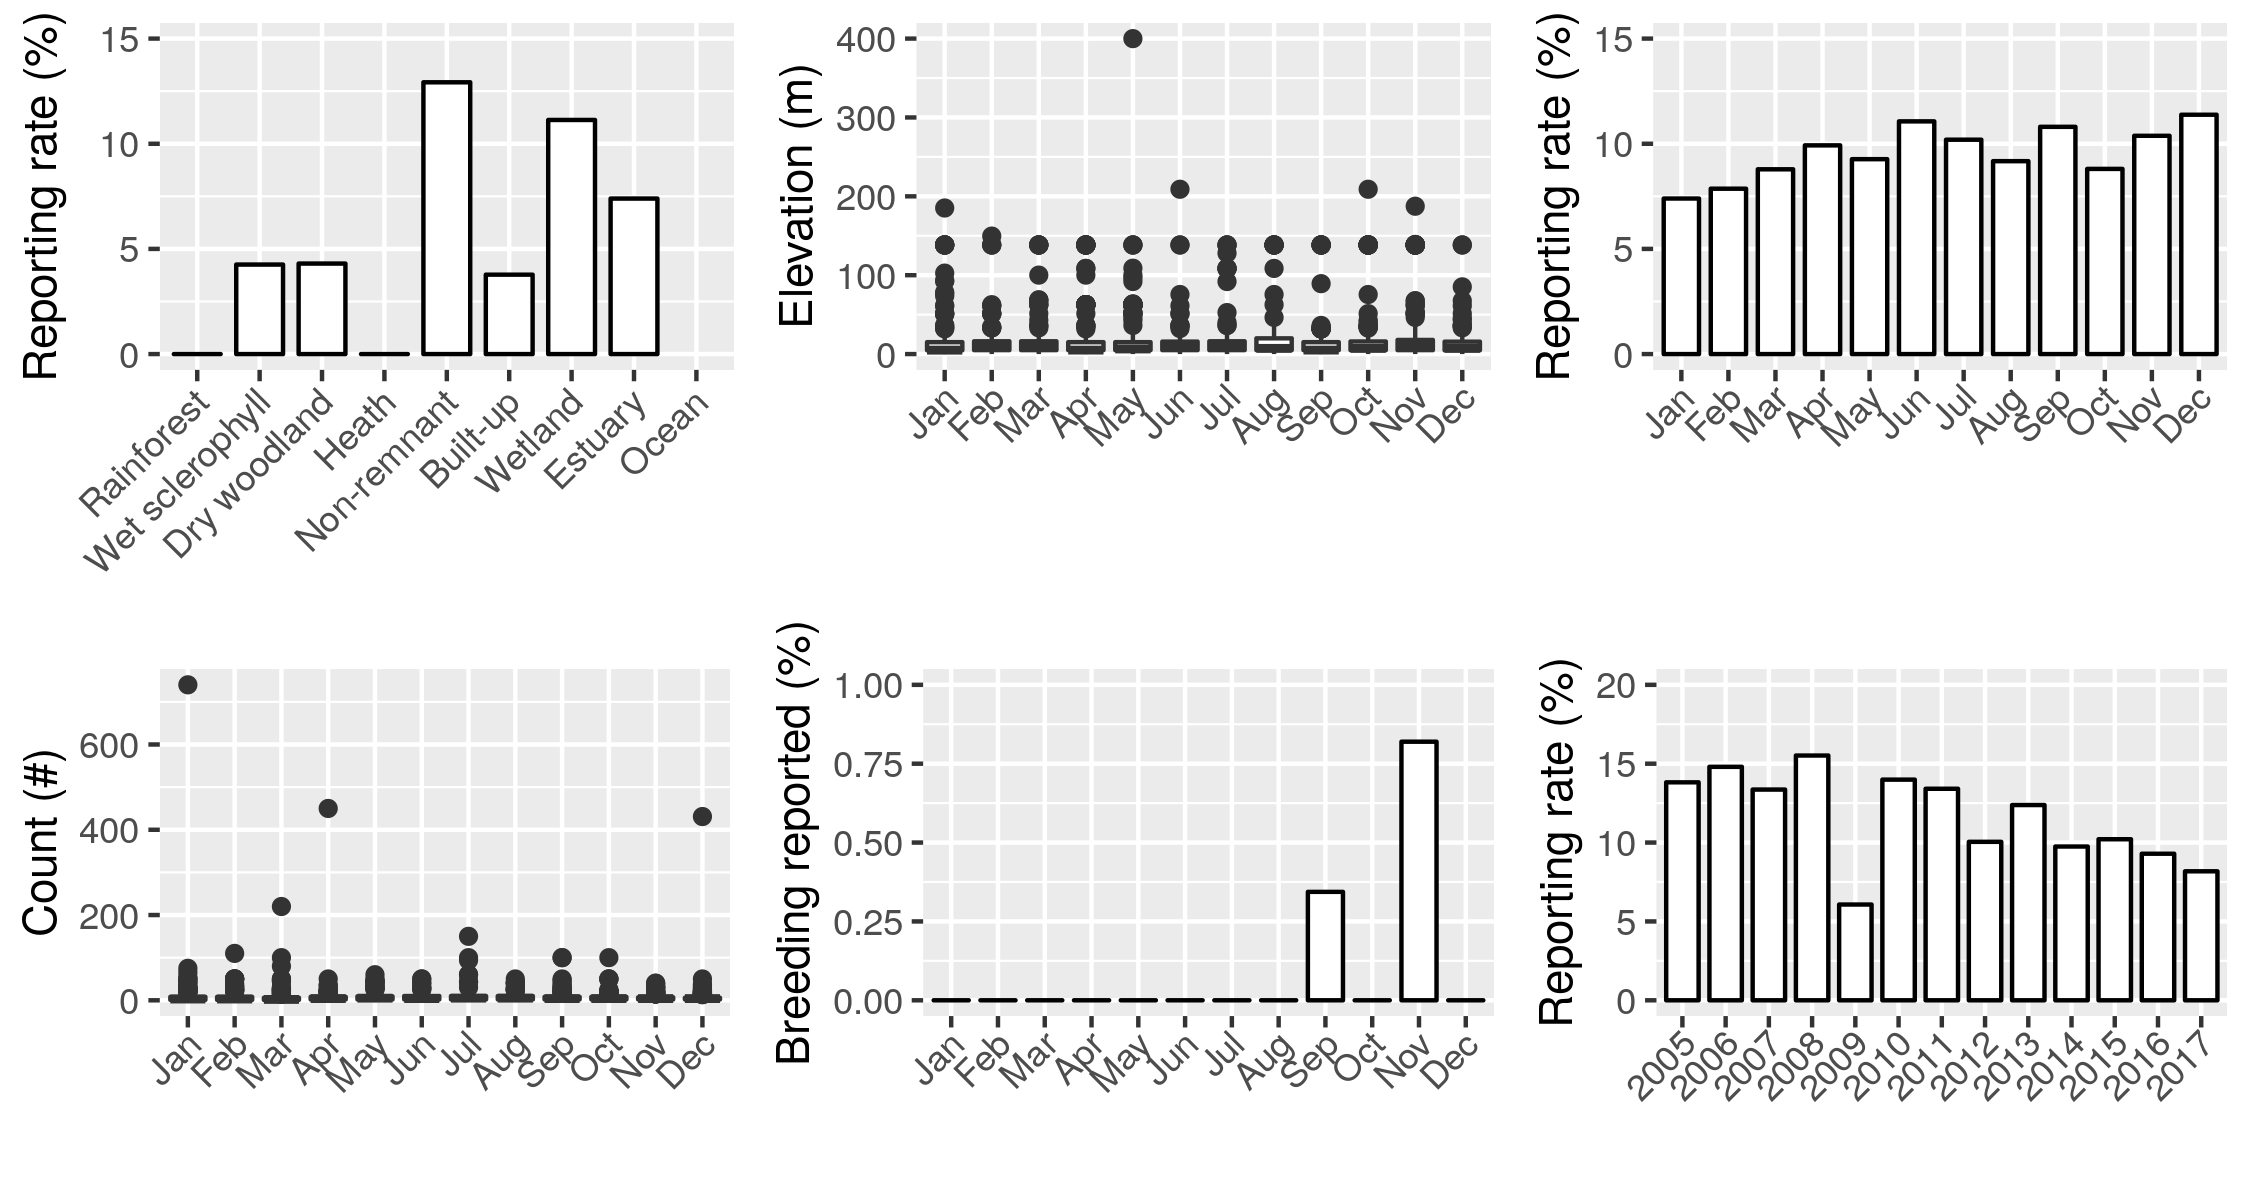 Reporting rate (%)
15
10
5
0
Rainforest
Wet sclerophyll
Dry woodland
Heath
Non-remnant
Built-up
Wetland
Estuary
Ocean
Elevation (m)
400
300
200
100
0
Jan
Feb
Mar
Apr
May
Jun
Jul
Aug
Sep
Oct
Nov
Dec
Reporting rate (%)
15
10
5
0
Jan
Feb
Mar
Apr
May
Jun
Jul
Aug
Sep
Oct
Nov
Dec
Count (#)
600
400
200
0
Jan
Feb
Mar
Apr
May
Jun
Jul
Aug
Sep
Oct
Nov
Dec
Breeding reported (%)
1.00
0.75
0.50
0.25
0.00
Jan
Feb
Mar
Apr
May
Jun
Jul
Aug
Sep
Oct
Nov
Dec
Reporting rate (%)
20
15
10
5
0
2005
2006
2007
2008
2009
2010
2011
2012
2013
2014
2015
2016
2017